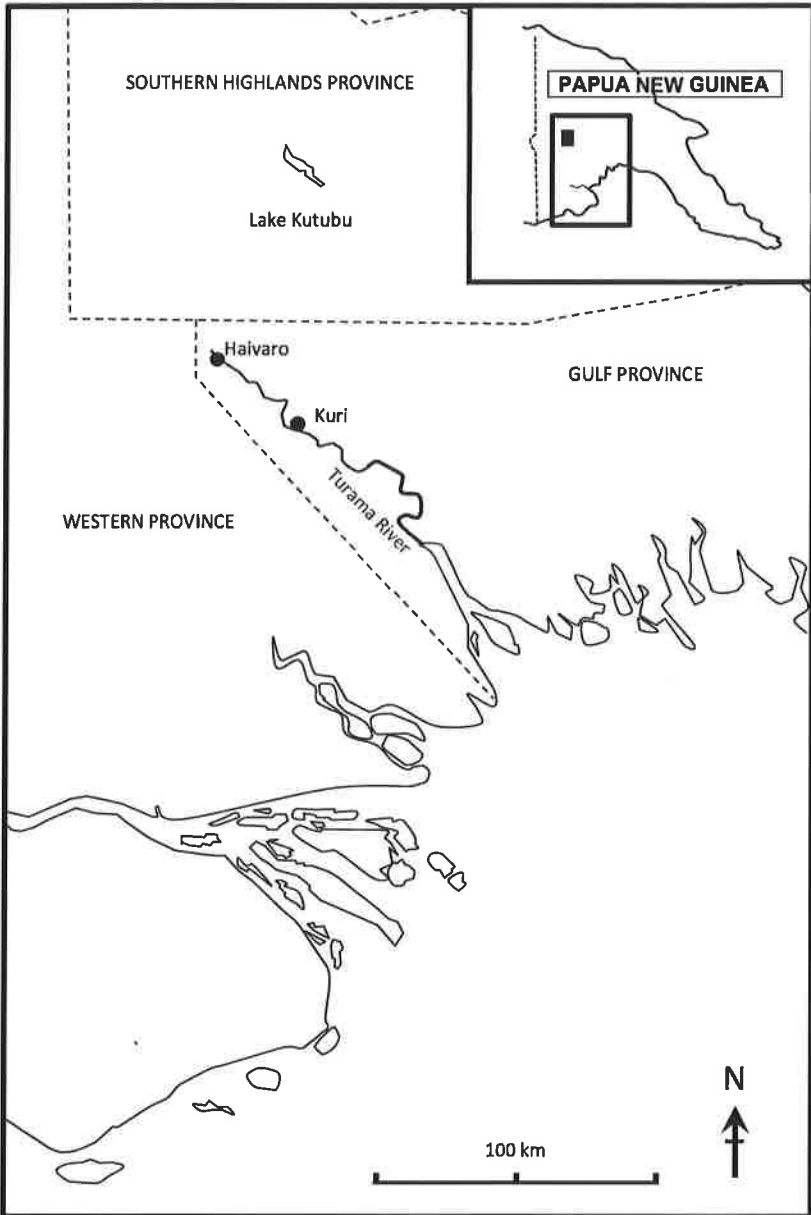 SOUTHERN HIGHLANDS PROVINCE
PAPUA NEW GUINEA
Lake Kutubu
Haivaro
GULF PROVINCE
Kuri
Turama River
WESTERN PROVINCE
N
100 km